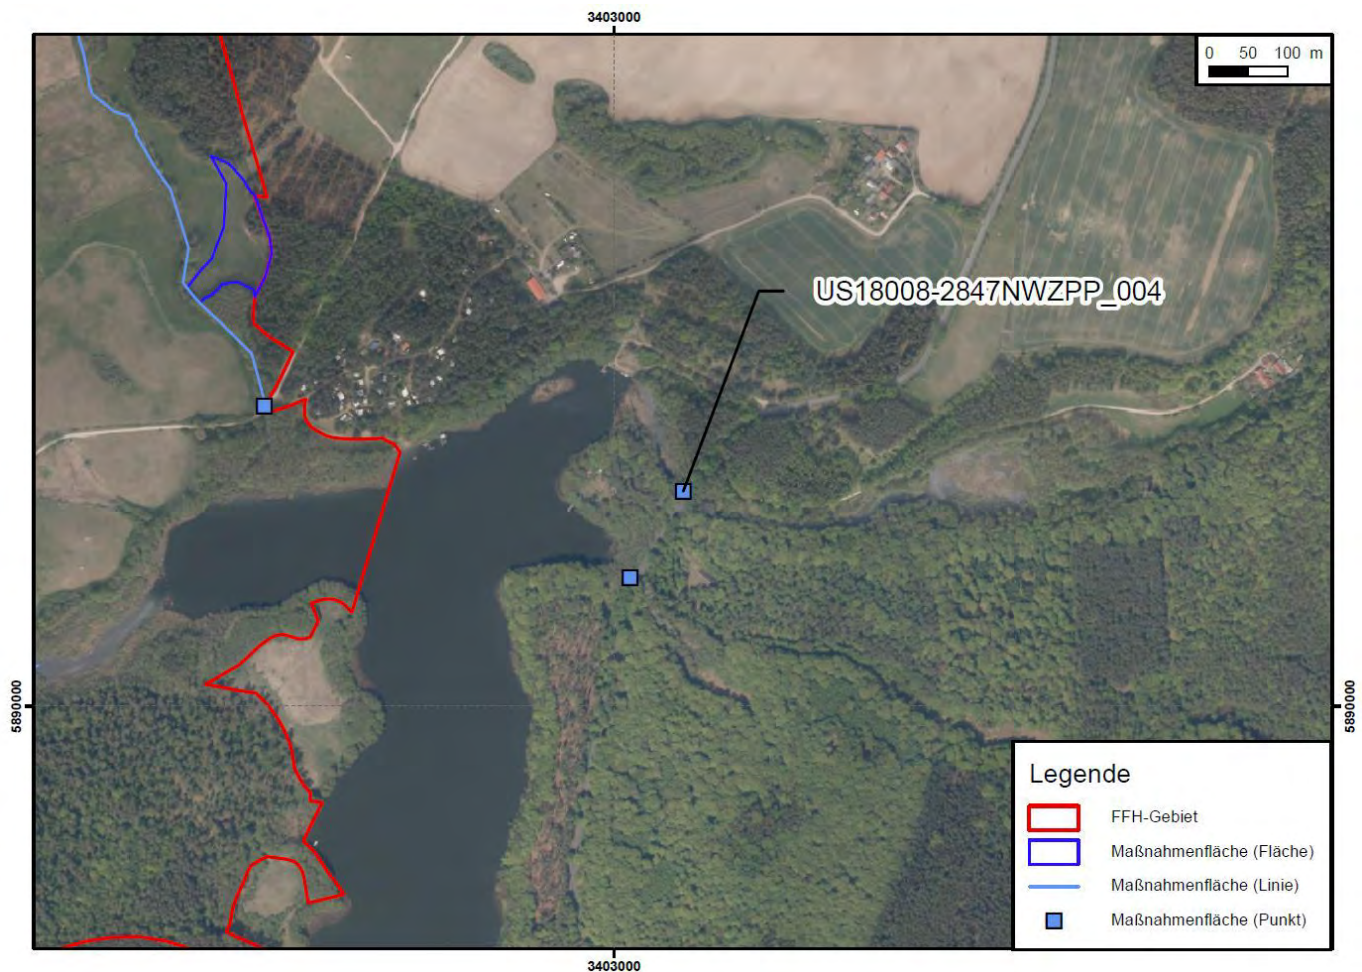 3403000
0 50 100 m
US18008-2847NWZPP_004
5890000
5890000
Legende
FFH-Gebiet
Maßnahmenfläche (Fläche)
Maßnahmenfläche (Linie)
Maßnahmenfläche (Punkt)
3403000